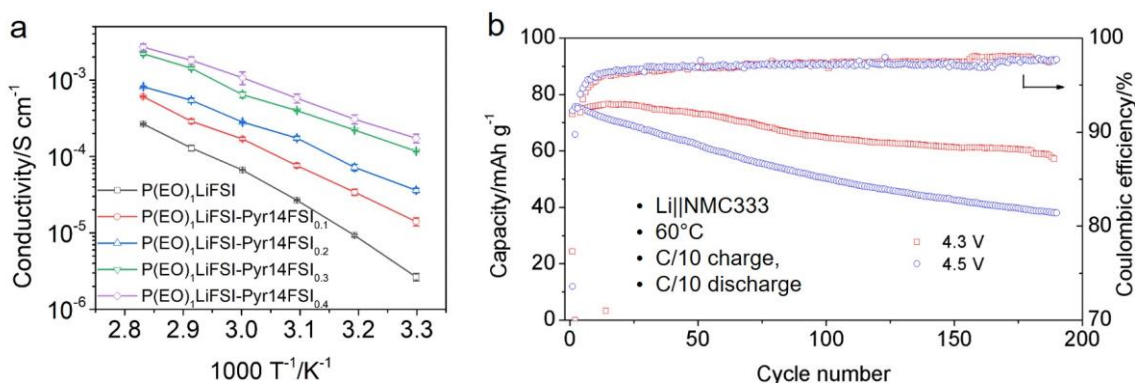 a
Conductivity/S cm⁻¹
10⁻³
10⁻⁴
10⁻⁵
10⁻⁶
P(EO)₁LiFSI
P(EO)₁LiFSI-Pyr14FSI₀.₁
P(EO)₁LiFSI-Pyr14FSI₀.₂
P(EO)₁LiFSI-Pyr14FSI₀.₃
P(EO)₁LiFSI-Pyr14FSI₀.₄
2.8 2.9 3.0 3.1 3.2 3.3
1000 T⁻¹/K⁻¹
b
Capacity/mAh g⁻¹
100
80
60
40
20
0
• Li||NMC333
• 60°C
• C/10 charge,
• C/10 discharge
4.3 V
4.5 V
0 50 100 150 200
Cycle number
100
90
80
70
Coulombic efficiency/%